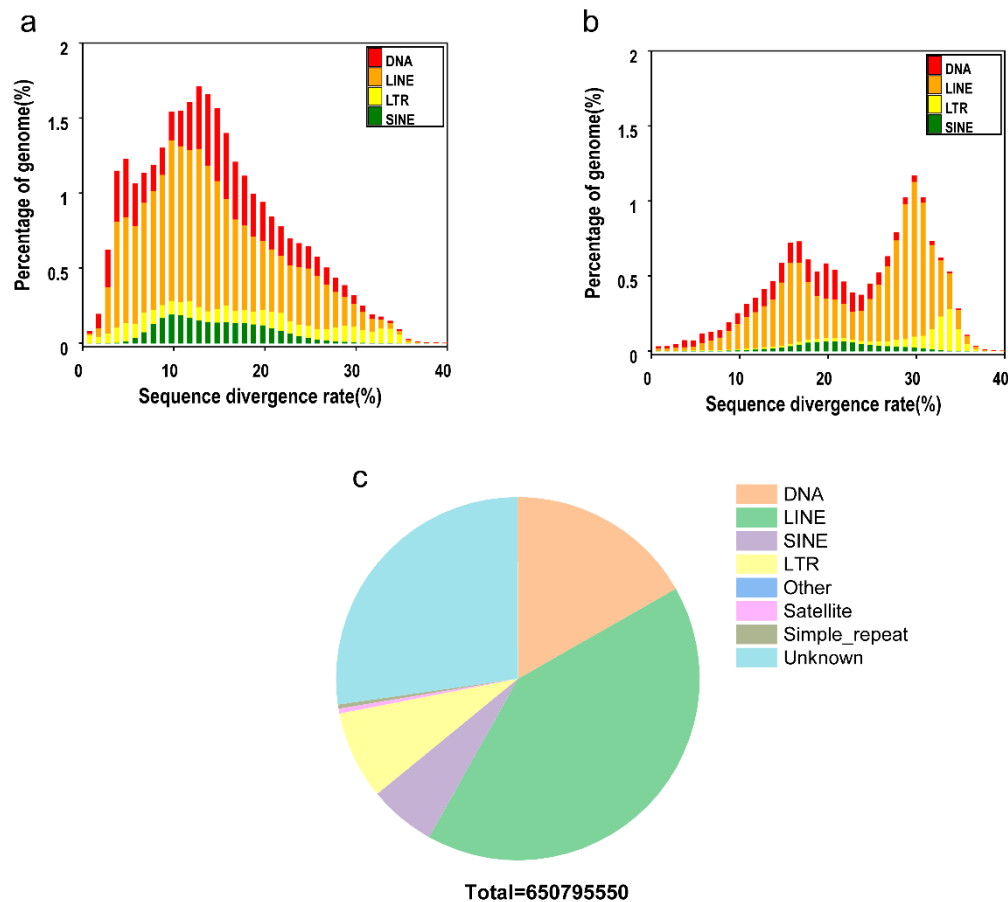 a
Percentage of genome(%)
2
1.5
1
0.5
0
0
10
20
30
40
Sequence divergence rate(%)
DNA
LINE
LTR
SINE
b
Percentage of genome(%)
2
1.5
1
0.5
0
0
10
20
30
40
Sequence divergence rate(%)
DNA
LINE
LTR
SINE
c
DNA
LINE
SINE
LTR
Other
Satellite
Simple_repeat
Unknown
Total=650795550